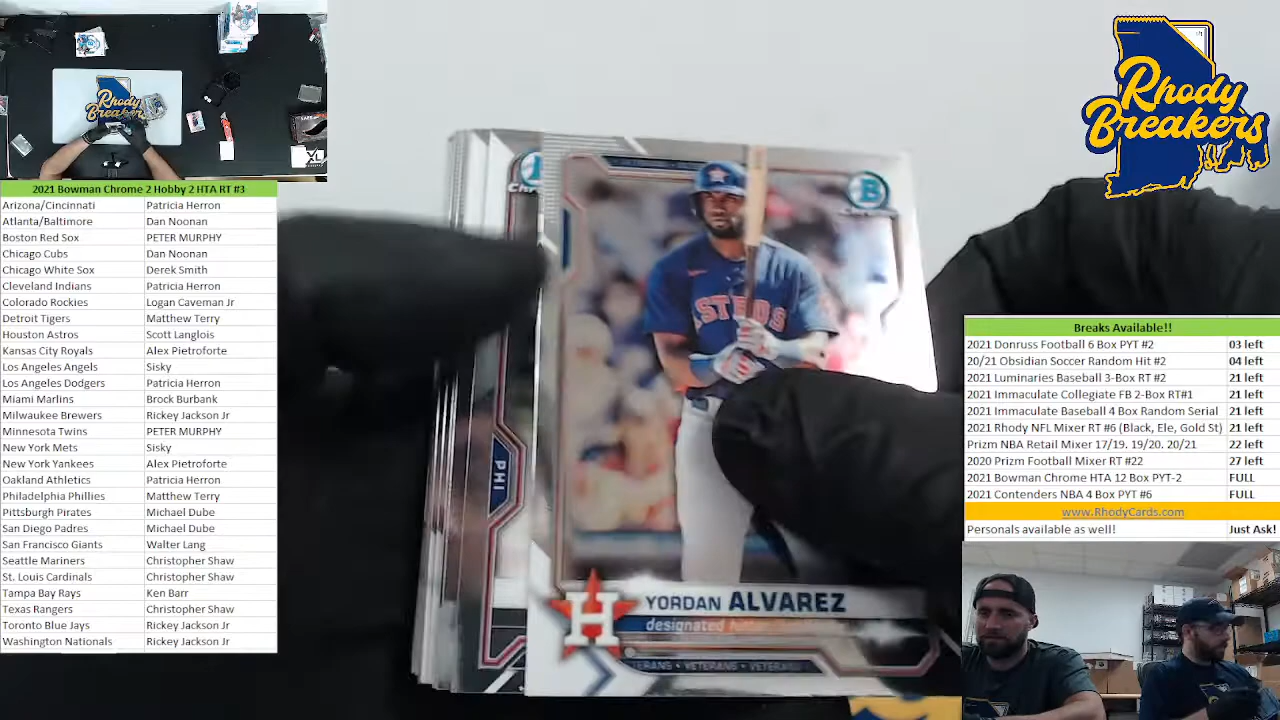 Rhody
Breakers
2021 Bowman Chrome 2 Hobby 2 HTA RT #3
Arizona/Cincinnati Patricia Herron
Atlanta/Baltimore Dan Noonan
Boston Red Sox PETER MURPHY
Chicago Cubs Dan Noonan
Chicago White Sox Derek Smith
Cleveland Indians Patricia Herron
Colorado Rockies Logan Caveman Jr
Detroit Tigers Matthew Terry
Houston Astros Scott Langlois
Kansas City Royals Alex Pietroforte
Los Angeles Angels Sisky
Los Angeles Dodgers Patricia Herron
Miami Marlins Brock Burbank
Milwaukee Brewers Rickey Jackson Jr
Minnesota Twins PETER MURPHY
New York Mets Sisky
New York Yankees Alex Pietroforte
Oakland Athletics Patricia Herron
Philadelphia Phillies Matthew Terry
Pittsburgh Pirates Michael Dube
San Diego Padres Michael Dube
San Francisco Giants Walter Lang
Seattle Mariners Christopher Shaw
St. Louis Cardinals Christopher Shaw
Tampa Bay Rays Ken Barr
Texas Rangers Christopher Shaw
Toronto Blue Jays Rickey Jackson Jr
Washington Nationals Rickey Jackson Jr
XL
B
ASTROS
PHI
H
YORDAN ALVAREZ
designated
VETERAN • VETERANS
Rhody
Breakers
Breaks Available!!
2021 Donruss Football 6 Box PYT #2 03 left
20/21 Obsidian Soccer Random Hit #2 04 left
2021 Luminaries Baseball 3-Box RT #2 21 left
2021 Immaculate Collegiate FB 2-Box RT#1 21 left
2021 Immaculate Baseball 4 Box Random Serial 21 left
2021 Rhody NFL Mixer RT #6 (Black, Ele, Gold St) 21 left
Prizm NBA Retail Mixer 17/19. 19/20. 20/21 22 left
2020 Prizm Football Mixer RT #22 27 left
2021 Bowman Chrome HTA 12 Box PYT-2 FULL
2021 Contenders NBA 4 Box PYT #6 FULL
www.RhodyCards.com
Personals available as well! Just Ask!